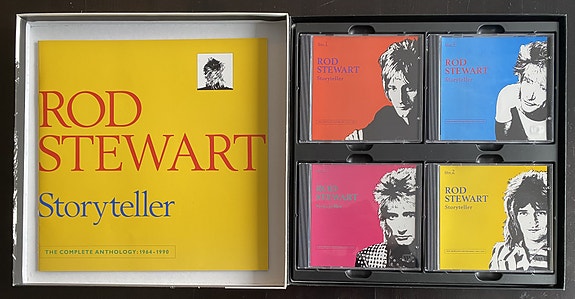 ROD
STEWART
Storyteller
THE COMPLETE ANTHOLOGY: 1964 - 1990
ROD
STEWART
Storyteller
ROD
STEWART
Storyteller
ROD
STEWART
ROD
STEWART
Storyteller